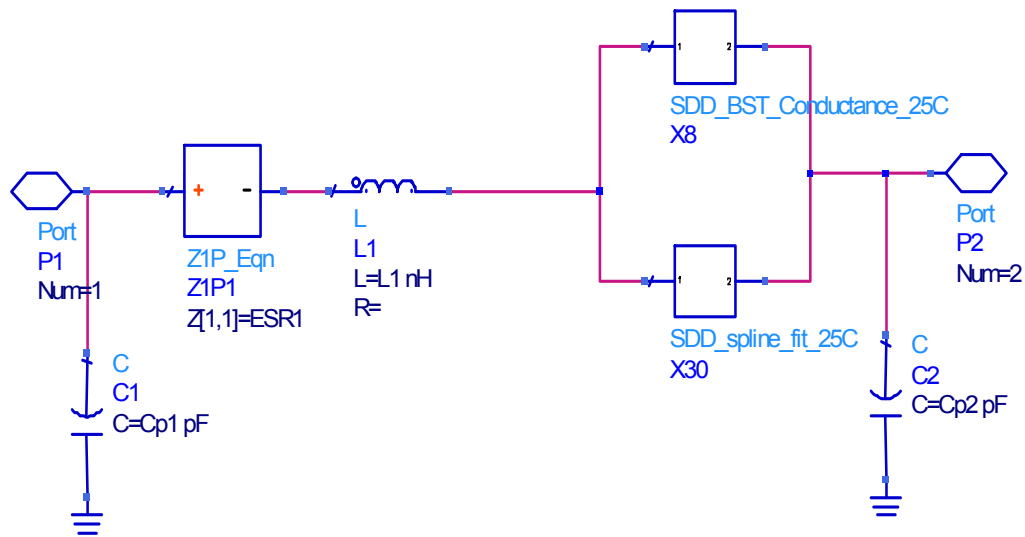 1
2
SDD_BST_Conductance_25C
X8
+
-
Port
P1
Num=1
Z1P_Eqn
Z1P1
Z[1,1]=ESR1
L
L1
L=L1 nH
R=
1
2
SDD_spline_fit_25C
X30
Port
P2
Num=2
C
C1
C=Cp1 pF
C
C2
C=Cp2 pF